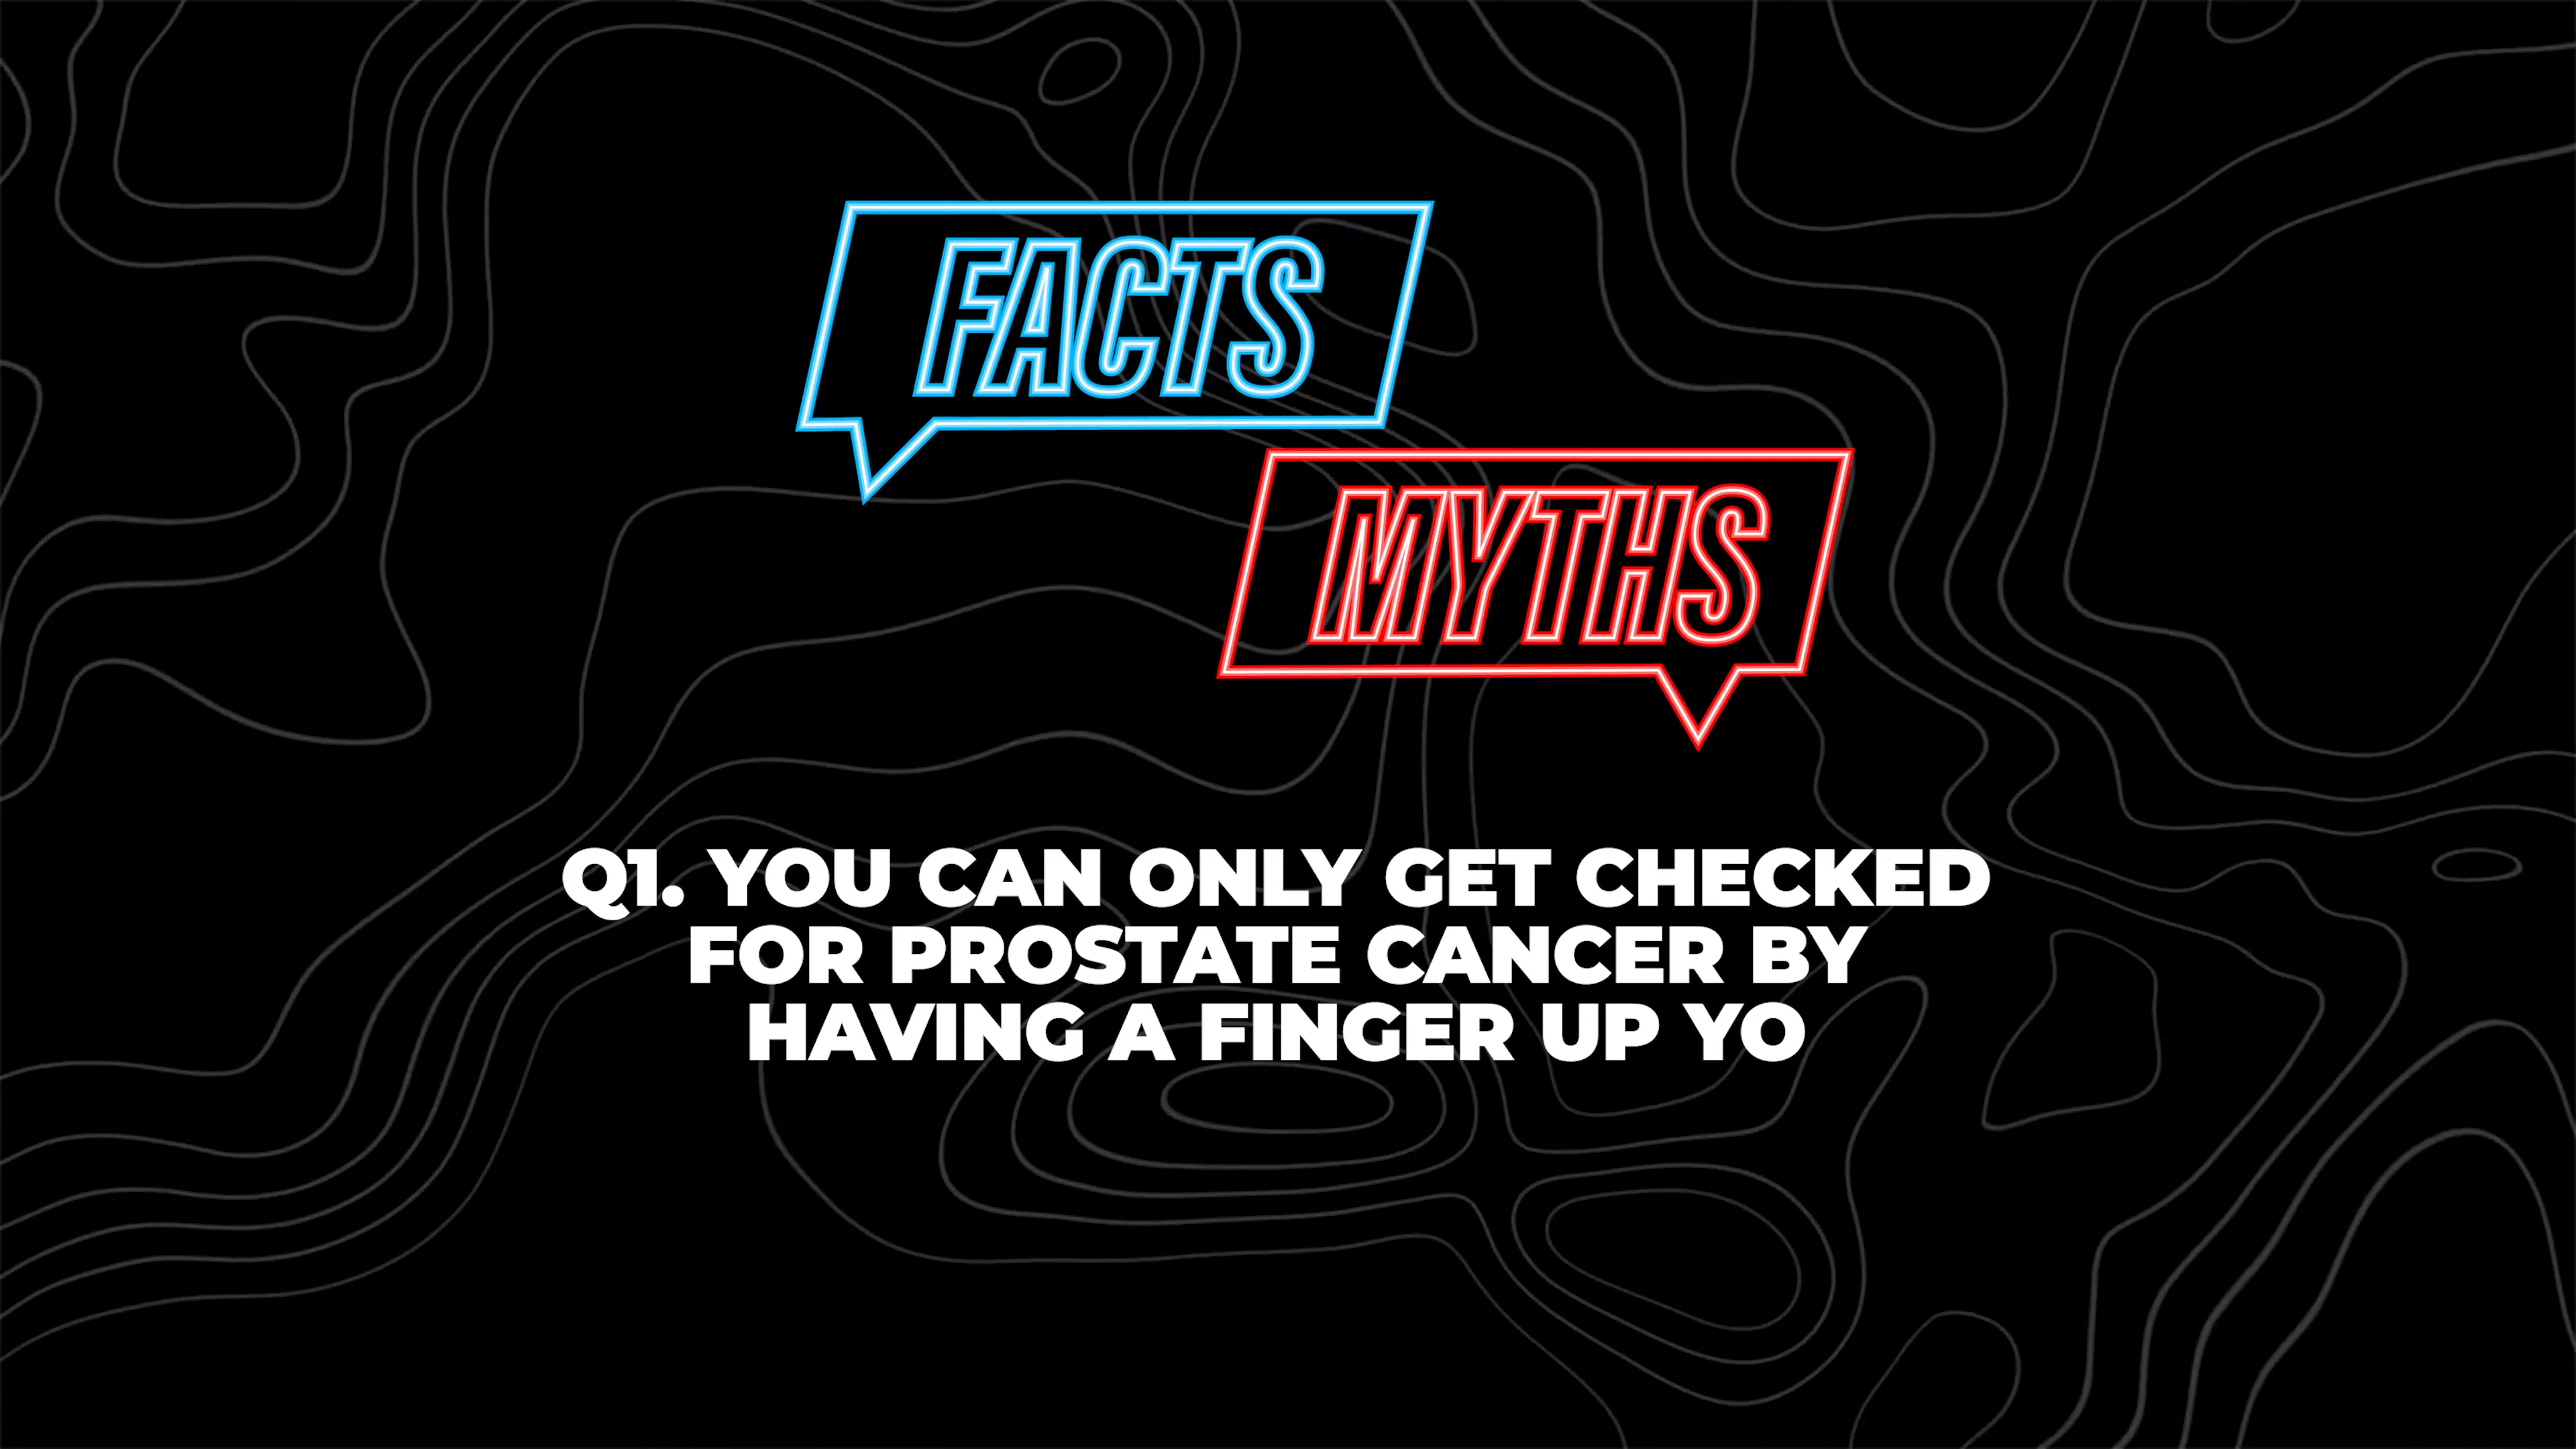 FACTS
MYTHS
Q1. YOU CAN ONLY GET CHECKED
FOR PROSTATE CANCER BY
HAVING A FINGER UP YO